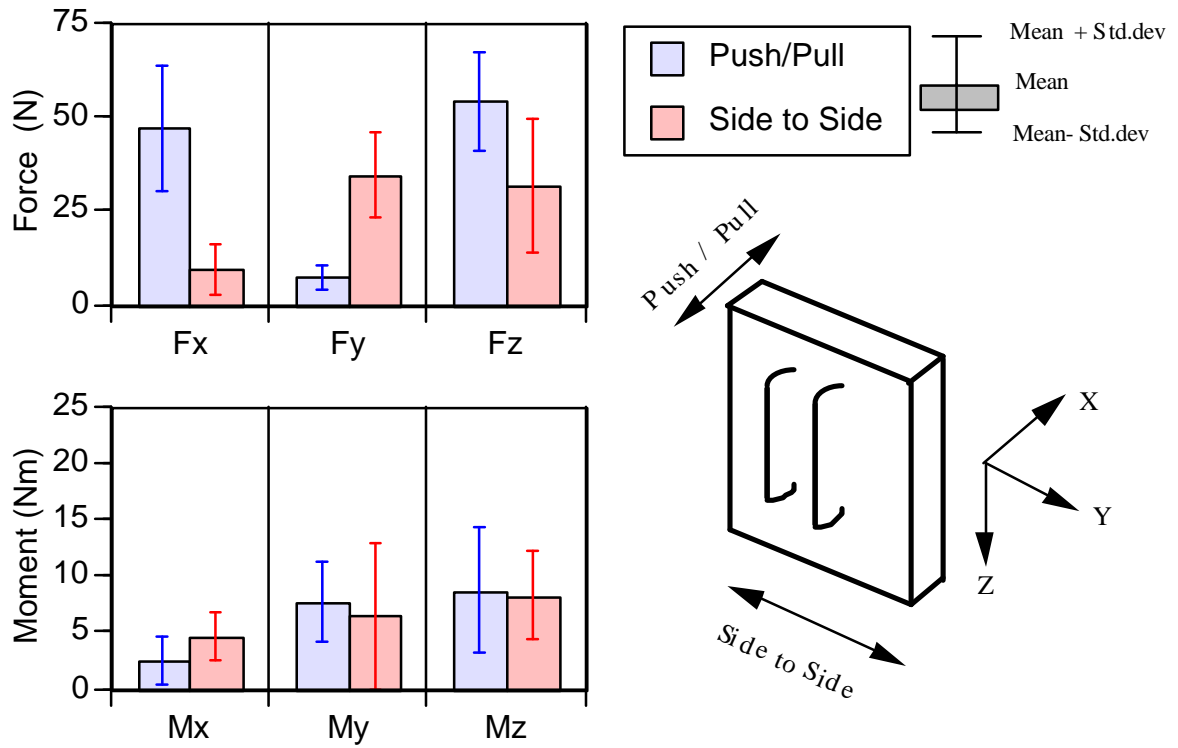 75
50
25
0
Force (N)
Fx
Fy
Fz
25
20
15
10
5
0
Moment (Nm)
Mx
My
Mz
Push/Pull
Side to Side
Mean + Std.dev
Mean
Mean- Std.dev
Push / Pull
X
Y
Z
Side to Side